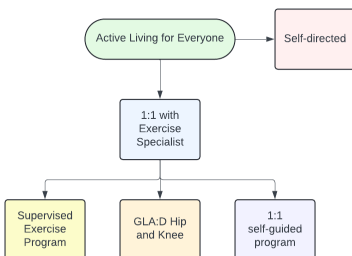 Active Living for Everyone
Self-directed
1:1 with
Exercise
Specialist
Supervised
Exercise
Program
GLA:D Hip
and Knee
1:1
self-guided
program